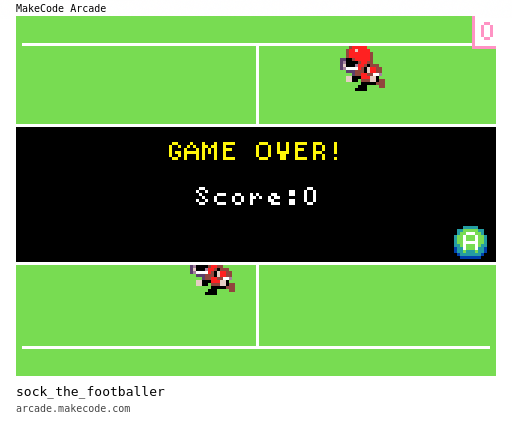 MakeCode Arcade
0
GAME OVER!
Score:0
A
sock_the_footballer
arcade.makecode.com